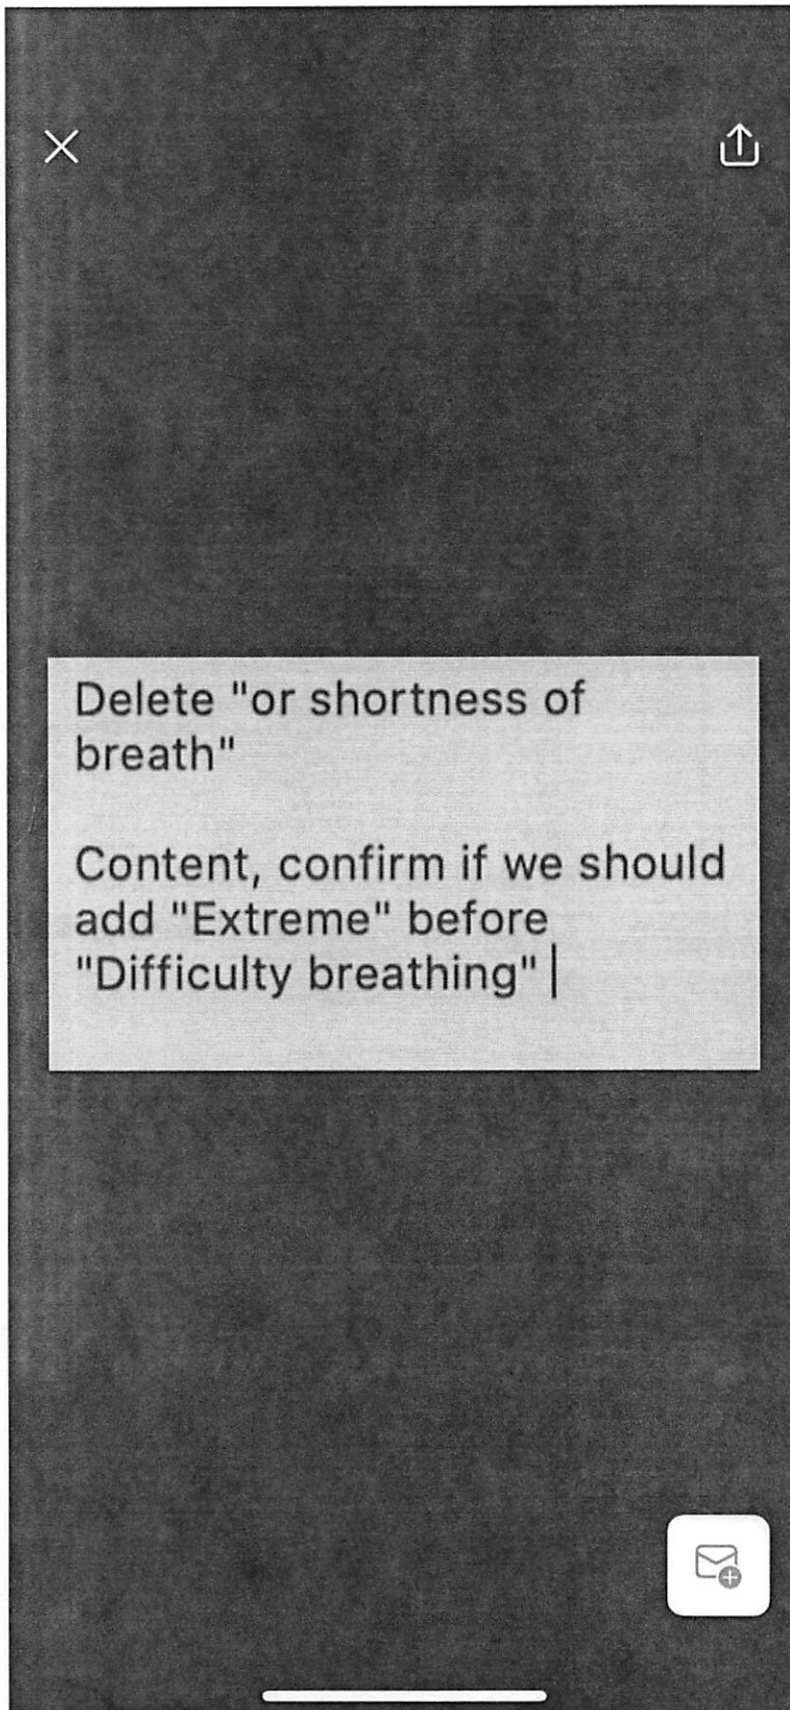 Delete "or shortness of
breath"
Content, confirm if we should
add "Extreme" before
"Difficulty breathing"